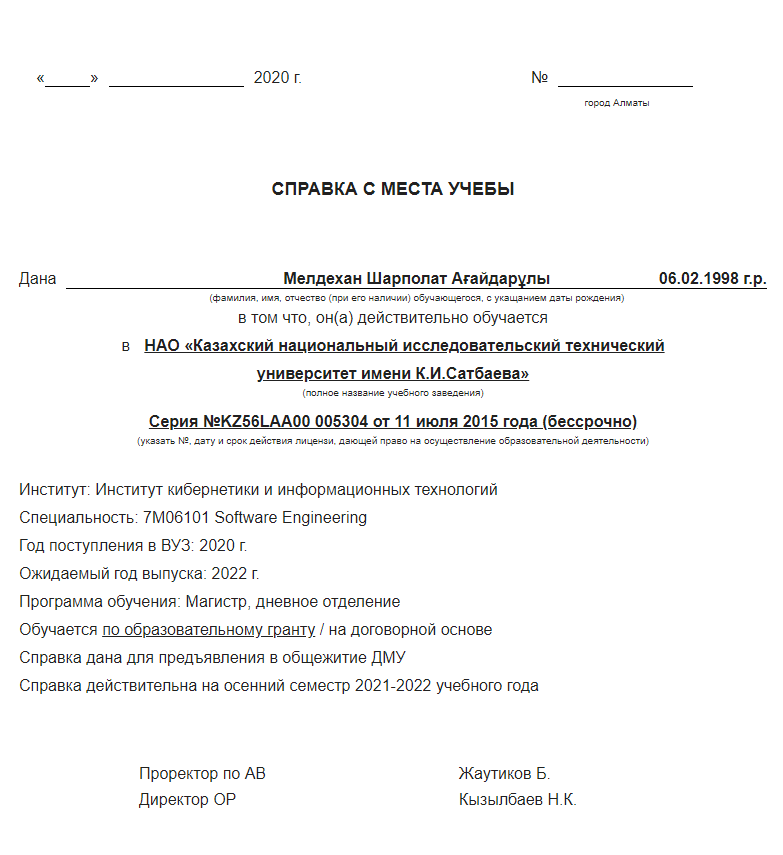 «_____» _______________ 2020 г. № _______________
город Алматы
СПРАВКА С МЕСТА УЧЕБЫ
Дана Мелдехан Шарполат Ағайдарұлы 06.02.1998 г.р.
(фамилия, имя, отчество (при его наличии) обучающегося, с укащанием даты рождения)
в том что, он(а) действительно обучается
в НАО «Казахский национальный исследовательский технический
университет имени К.И.Сатбаева»
(полное название учебного заведения)
Серия №KZ56LAA00 005304 от 11 июля 2015 года (бессрочно)
(указать №, дату и срок действия лицензи, дающей право на осуществление образовательной деятельности)
Институт: Институт кибернетики и информационных технологий
Специальность: 7M06101 Software Engineering
Год поступления в ВУЗ: 2020 г.
Ожидаемый год выпуска: 2022 г.
Программа обучения: Магистр, дневное отделение
Обучается по образовательному гранту / на договорной основе
Справка дана для предъявления в общежитие ДМУ
Справка действительна на осенний семестр 2021-2022 учебного года
Проректор по АВ Жаутиков Б.
Директор ОР Кызылбаев Н.К.